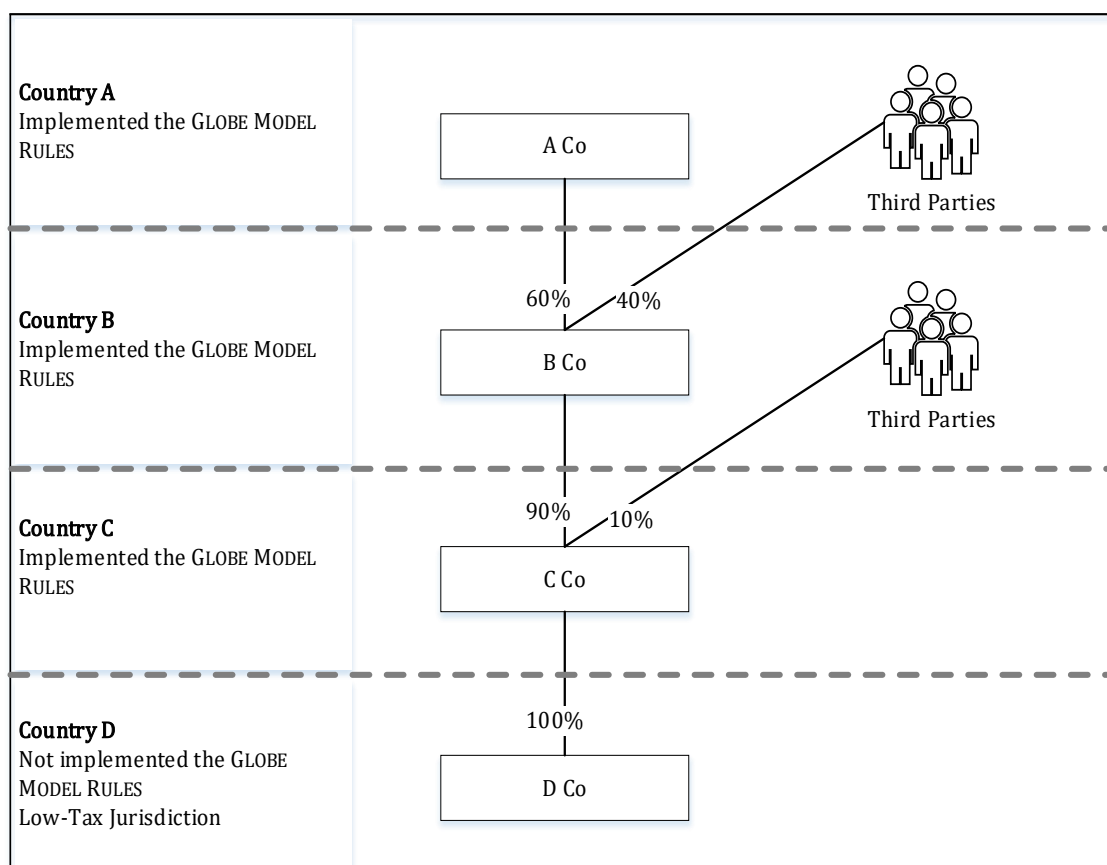 Country A
Implemented the GLOBE MODEL
RULES
A Co
Third Parties
60%
40%
Country B
Implemented the GLOBE MODEL
RULES
B Co
Third Parties
90%
10%
Country C
Implemented the GLOBE MODEL
RULES
C Co
100%
Country D
Not implemented the GLOBE
MODEL RULES
Low-Tax Jurisdiction
D Co